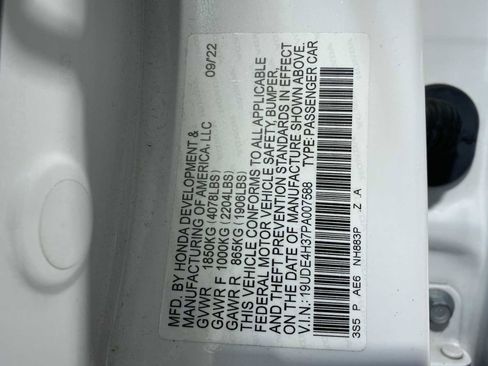 MFD. BY HONDA DEVELOPMENT &
MANUFACTURING OF AMERICA, LLC 09/22
GVWR 1850KG (4078LBS)
GAWR F 1000KG (2204LBS)
GAWR R 865KG (1906LBS)
THIS VEHICLE CONFORMS TO ALL APPLICABLE
FEDERAL MOTOR VEHICLE SAFETY, BUMPER,
AND THEFT PREVENTION STANDARDS IN EFFECT
ON THE DATE OF MANUFACTURE SHOWN ABOVE.
V.I.N.: 19UDE4H37PA007588 TYPE: PASSENGER CAR
3S5 P AE6 NH883P Z A